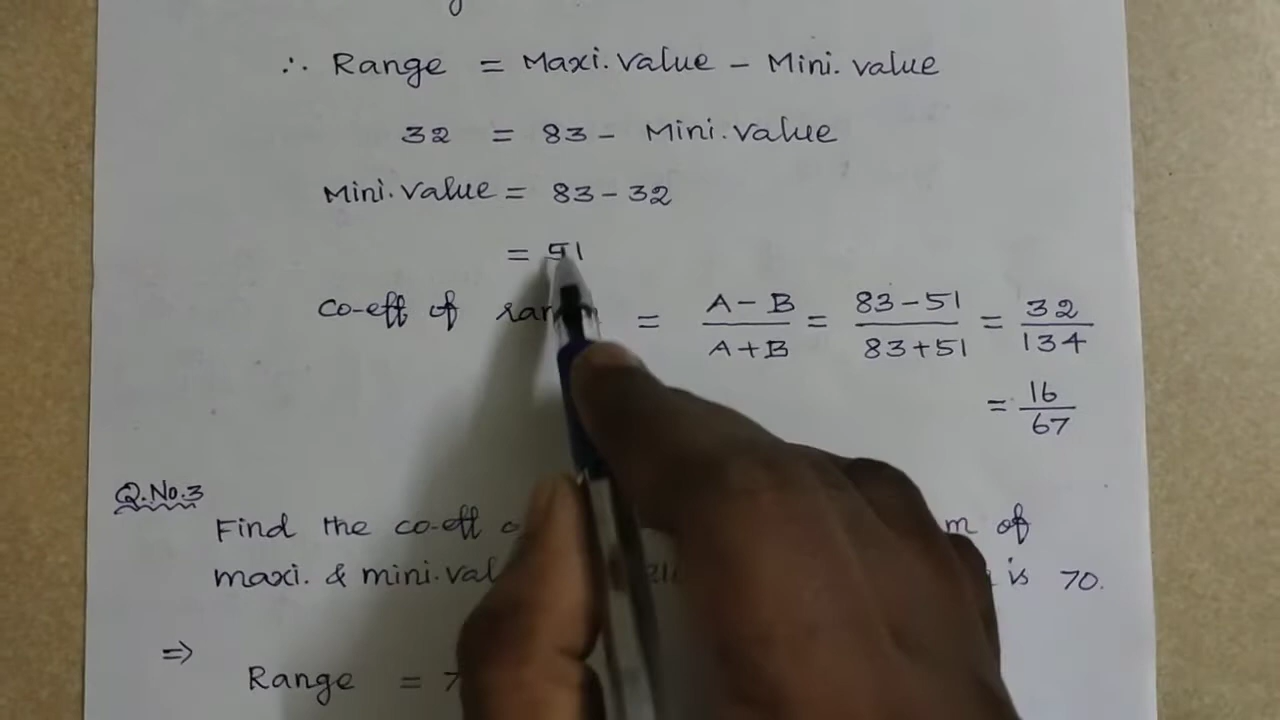 ∴ Range = Maxi. value - Mini. value
32 = 83 - Mini. value
Mini. value = 83 - 32
= 51
co-eff of = A - B / A + B = 83 - 51 / 83 + 51 = 32 / 134
= 16 / 67
Q.No.3
Find the co-eff of
maxi. & mini. is 70.
⇒ Range =